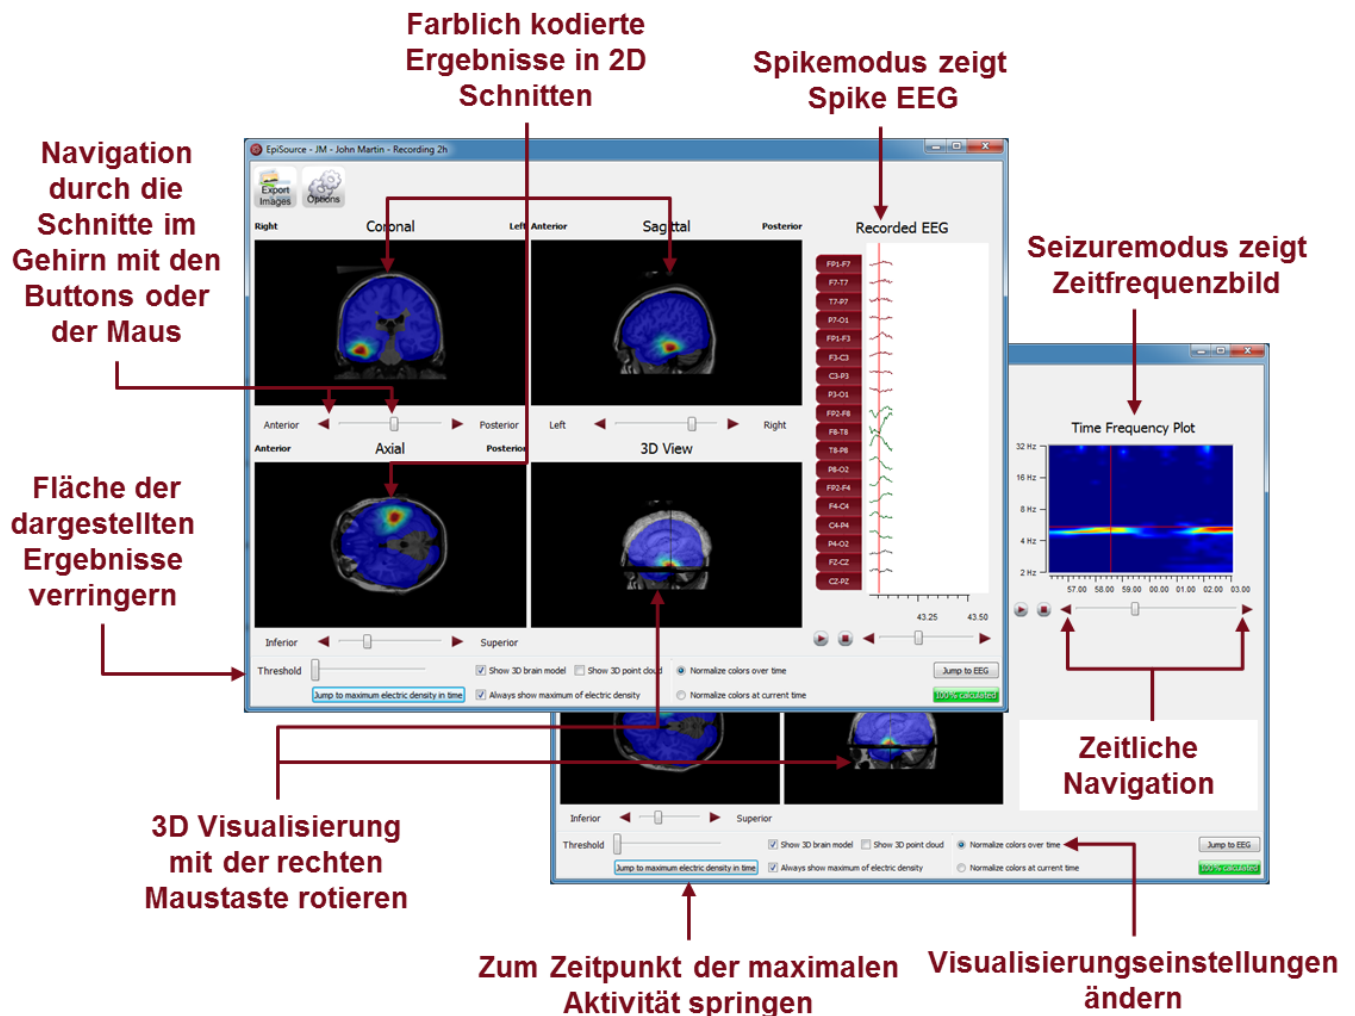 Farblich kodierte
Ergebnisse in 2D
Schnitten
Spikemodus zeigt
Spike EEG
Navigation
durch die
Schnitte im
Gehirn mit den
Buttons oder
der Maus
Seizuremodus zeigt
Zeitfrequenzbild
Fläche der
dargestellten
Ergebnisse
verringern
EpiSource - JM - John Martin - Recording 2h
Export
Images
Options
Right
Coronal
Left
Anterior
Sagittal
Posterior
Recorded EEG
FP1-F7
F7-T7
T7-P7
P7-O1
FP1-F3
F3-C3
C3-P3
P3-O1
FP2-F8
F8-T8
T8-P8
P8-O2
FP2-F4
F4-C4
C4-P4
P4-O2
FZ-CZ
CZ-PZ
43.25
43.50
Anterior
Posterior
Left
Right
Anterior
Axial
Posterior
3D View
Inferior
Superior
Threshold
Show 3D brain model
Show 3D point cloud
Normalize colors over time
Jump to EEG
Jump to maximum electric density in time
Always show maximum of electric density
Normalize colors at current time
100% calculated
Time Frequency Plot
32 Hz
16 Hz
8 Hz
4 Hz
2 Hz
57.00
58.00
59.00
00.00
01.00
02.00
03.00
Zeitliche
Navigation
Inferior
Superior
Threshold
Show 3D brain model
Show 3D point cloud
Normalize colors over time
Jump to EEG
Jump to maximum electric density in time
Always show maximum of electric density
Normalize colors at current time
100% calculated
3D Visualisierung
mit der rechten
Maustaste rotieren
Zum Zeitpunkt der maximalen
Aktivität springen
Visualisierungseinstellungen
ändern